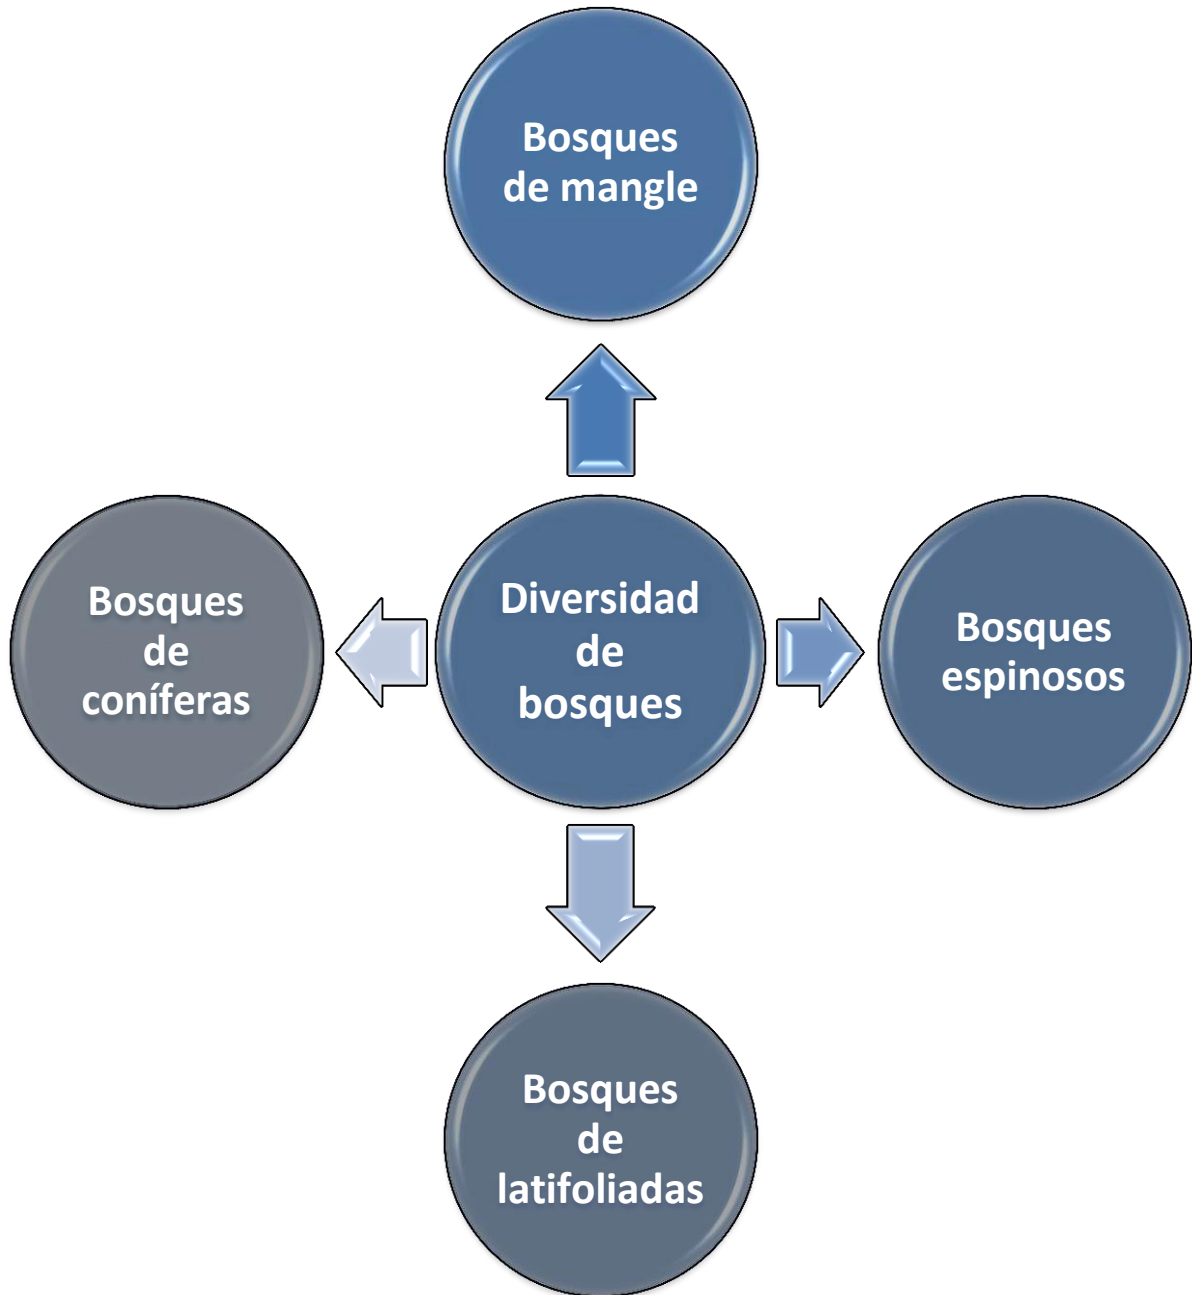 Bosques
de mangle
Bosques
de
coníferas
Diversidad
de
bosques
Bosques
espinosos
Bosques
de
latifoliadas